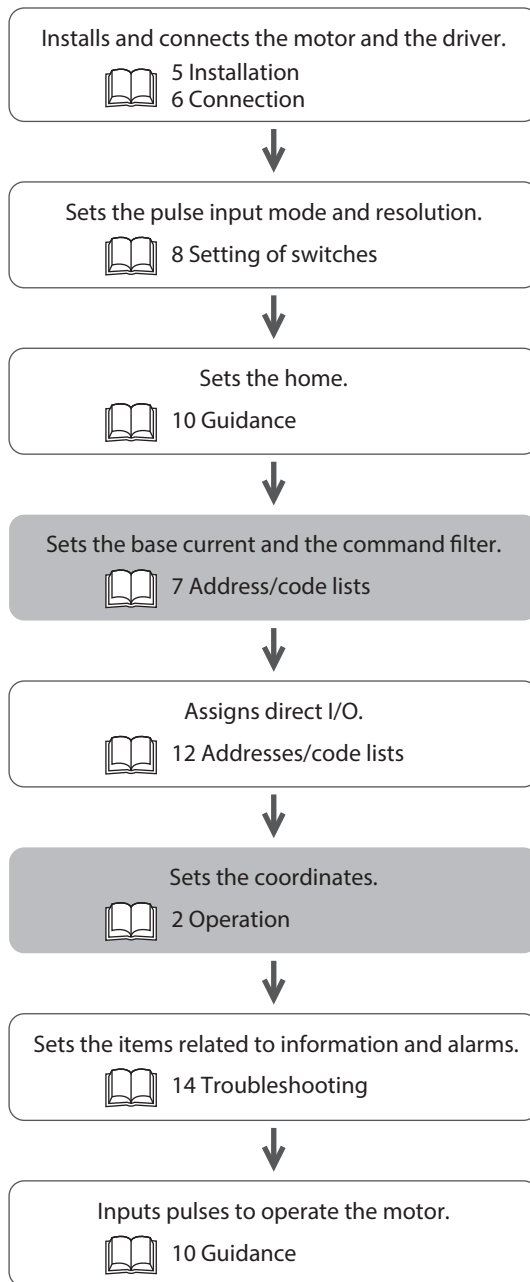 Installs and connects the motor and the driver.
5 Installation
6 Connection
Sets the pulse input mode and resolution.
8 Setting of switches
Sets the home.
10 Guidance
Sets the base current and the command filter.
7 Address/code lists
Assigns direct I/O.
12 Addresses/code lists
Sets the coordinates.
2 Operation
Sets the items related to information and alarms.
14 Troubleshooting
Inputs pulses to operate the motor.
10 Guidance